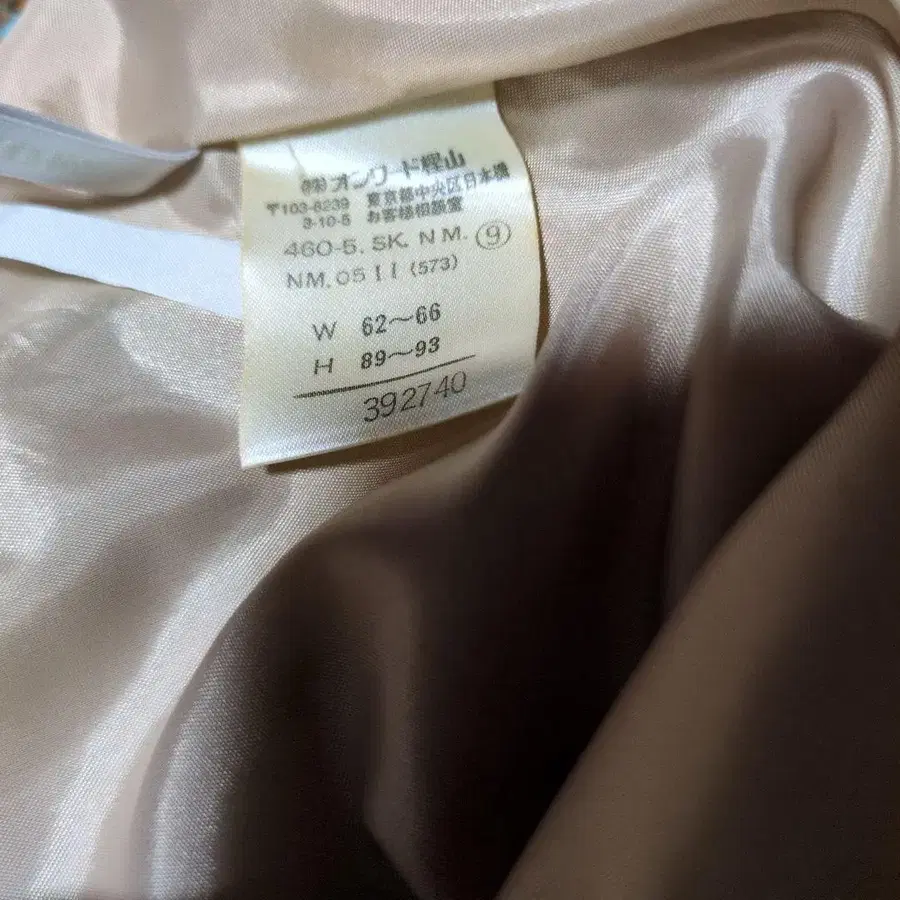 ㈱オンワード樫山
〒103-8239 東京都中央区日本橋
3-10-5 お客様相談室
460-5. SK. N M. ⑨
NM. 05 I I (573)
W 62〜66
H 89〜93
392740